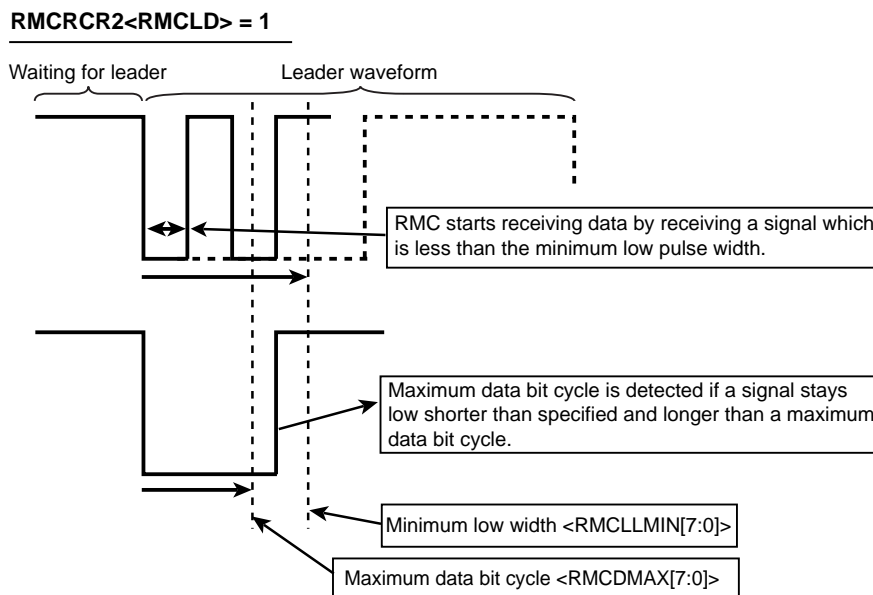 RMCRCR2<RMCLD> = 1
Waiting for leader
Leader waveform
RMC starts receiving data by receiving a signal which
is less than the minimum low pulse width.
Maximum data bit cycle is detected if a signal stays
low shorter than specified and longer than a maximum
data bit cycle.
Minimum low width <RMCLLMIN[7:0]>
Maximum data bit cycle <RMCDMAX[7:0]>